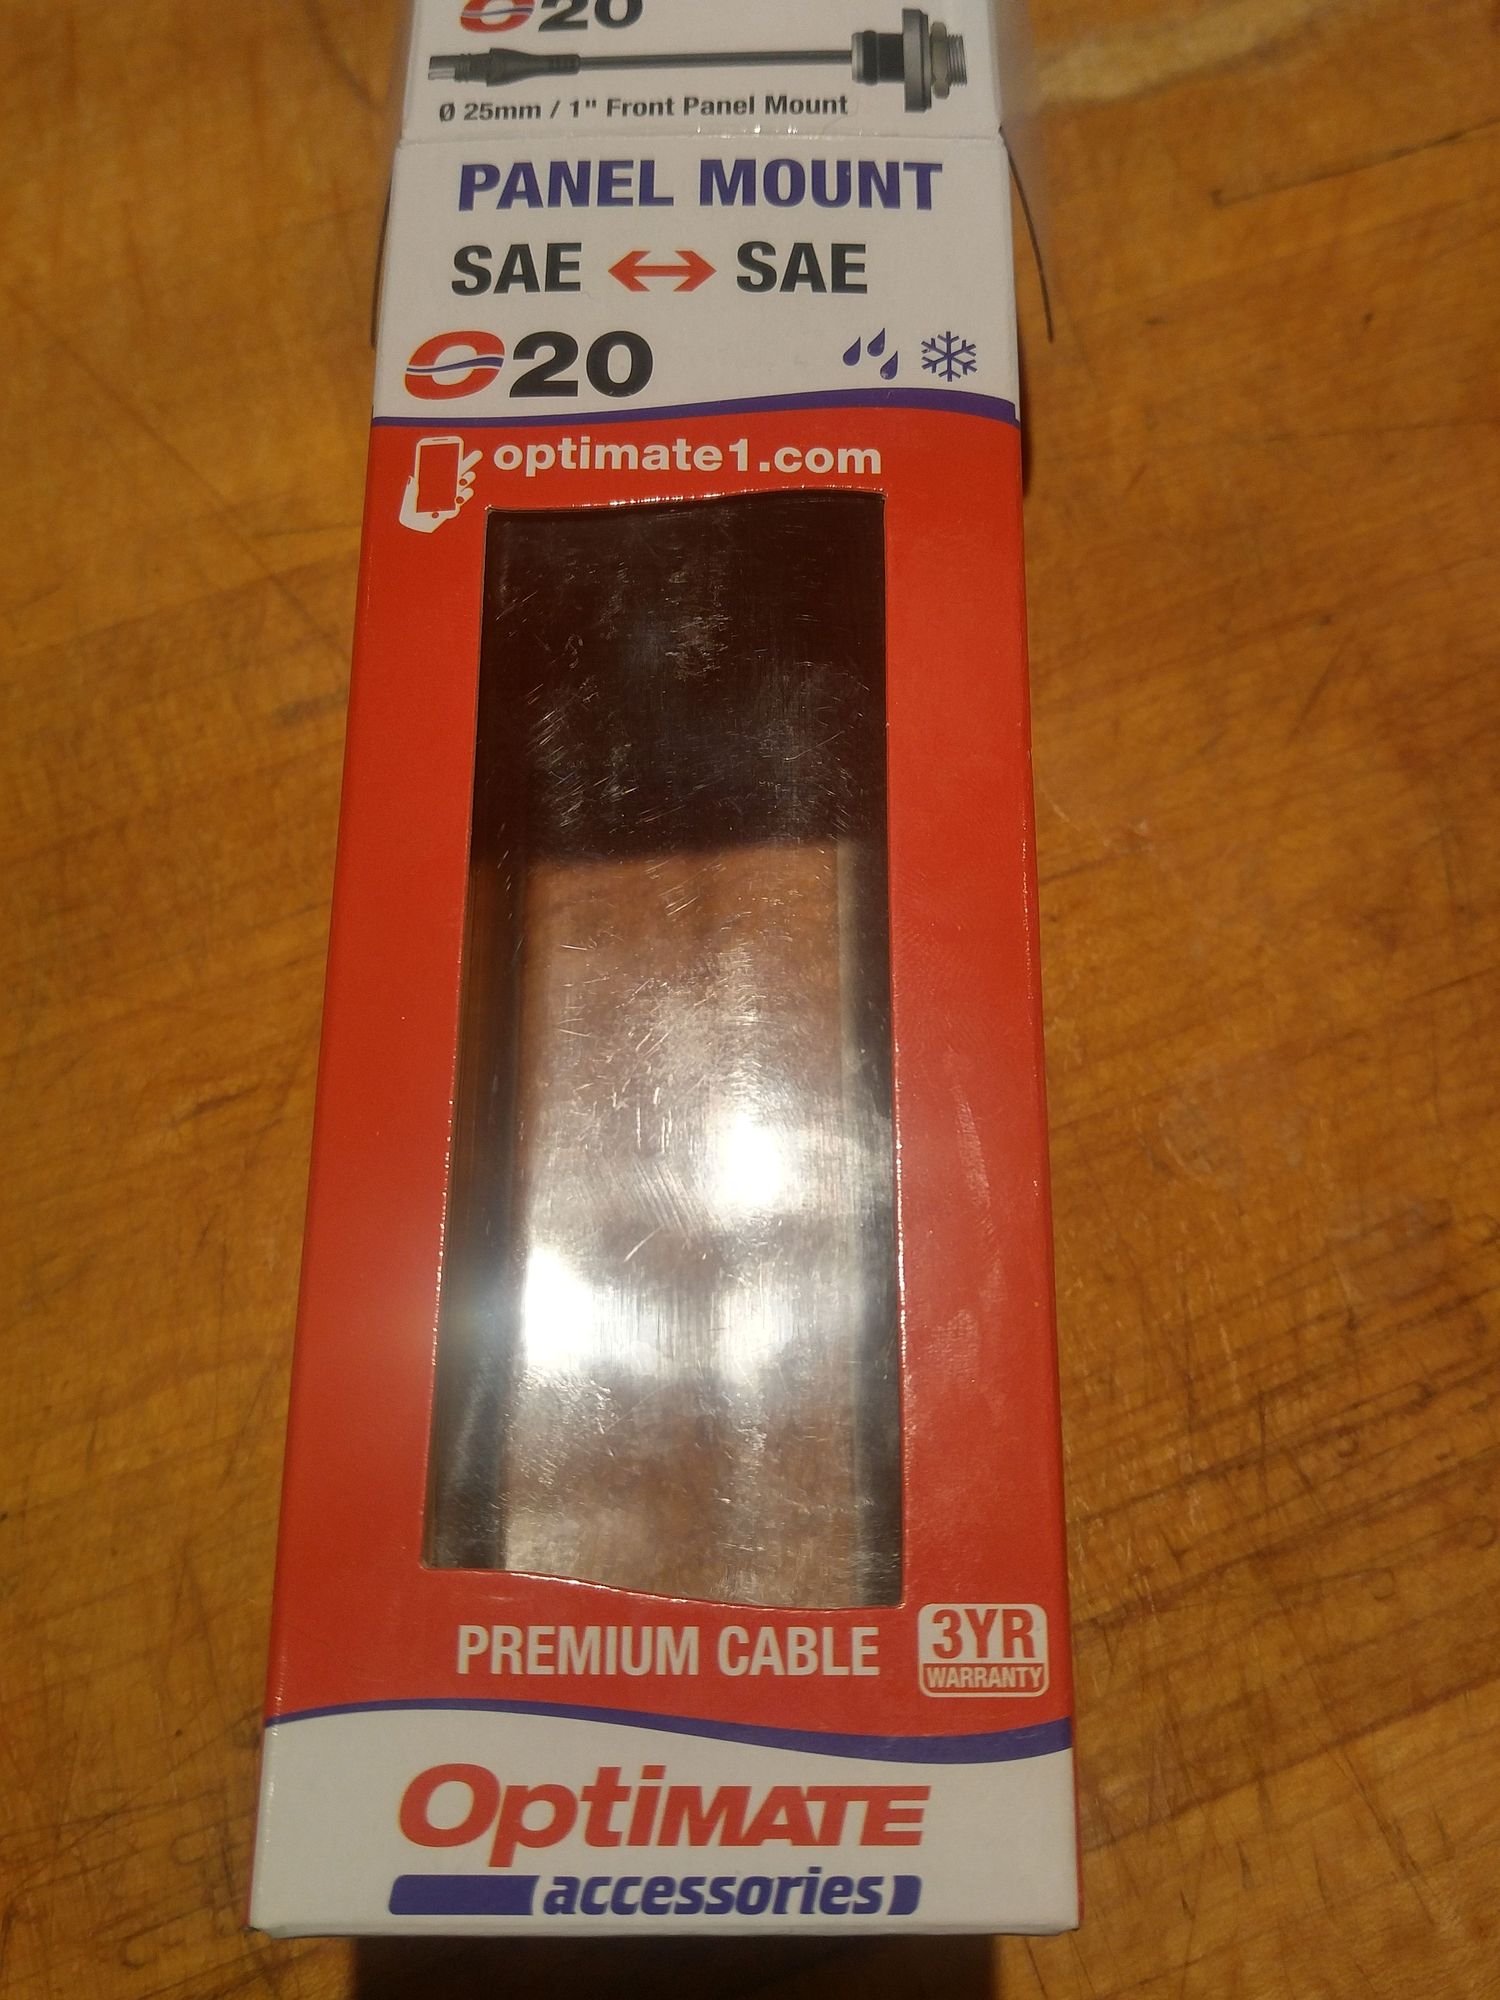 O20
Ø 25mm / 1" Front Panel Mount
PANEL MOUNT
SAE ↔ SAE
O20
optimate1.com
PREMIUM CABLE
3YR
WARRANTY
OptiMATE
accessories